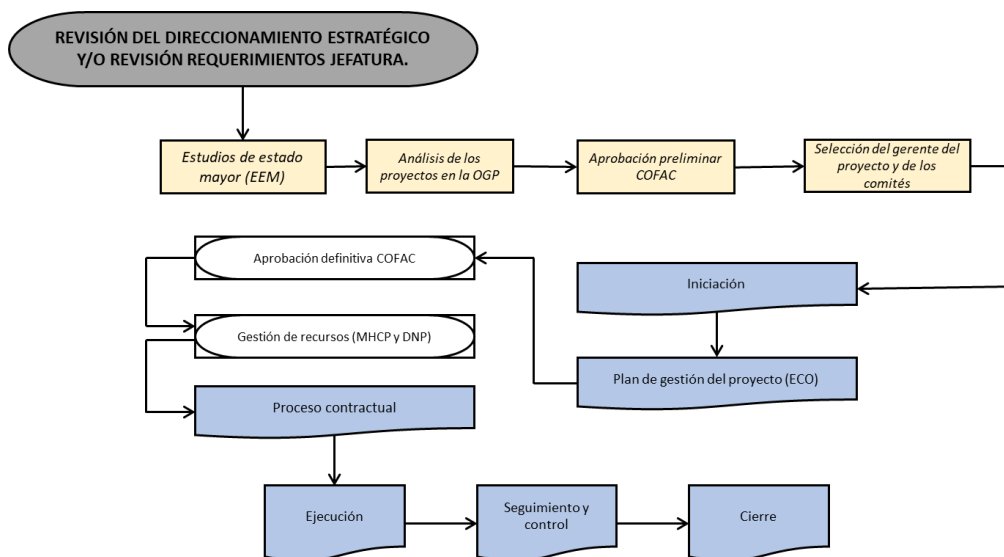 REVISIÓN DEL DIRECCIONAMIENTO ESTRATÉGICO
Y/O REVISIÓN REQUERIMIENTOS JEFATURA.
Estudios de estado
mayor (EEM)
Análisis de los
proyectos en la OGP
Aprobación preliminar
COFAC
Selección del gerente del
proyecto y de los
comités
Iniciación
Plan de gestión del proyecto (ECO)
Aprobación definitiva COFAC
Gestión de recursos (MHCP y DNP)
Proceso contractual
Ejecución
Seguimiento y
control
Cierre